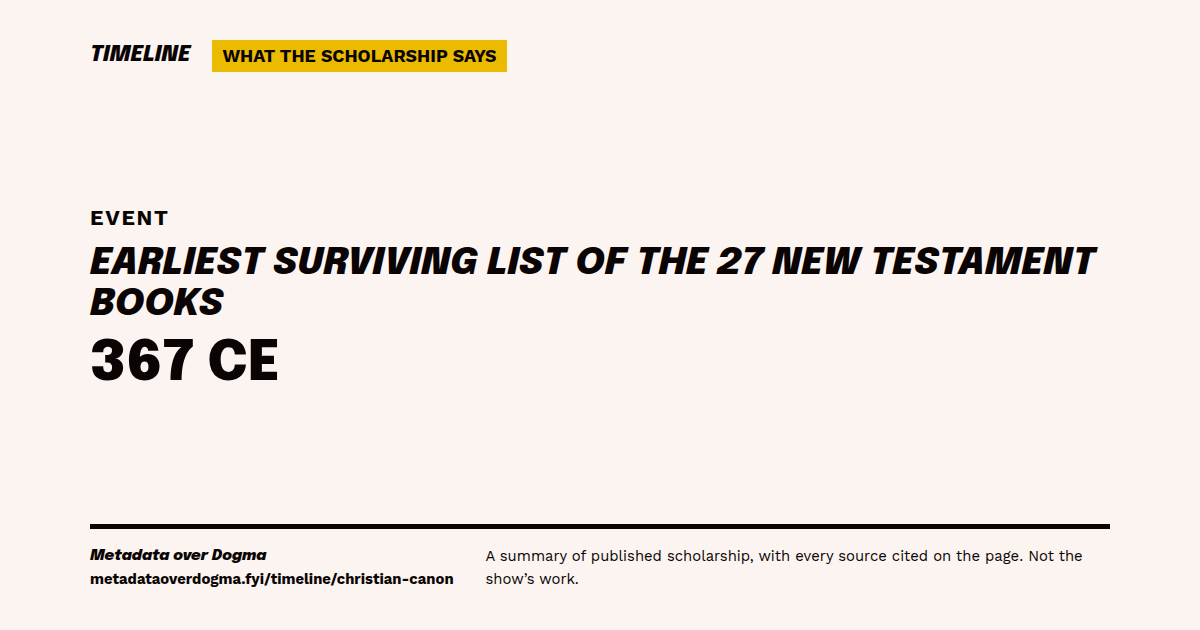 TIMELINE
WHAT THE SCHOLARSHIP SAYS
EVENT
EARLIEST SURVIVING LIST OF THE 27 NEW TESTAMENT
BOOKS
367 CE
Metadata over Dogma
metadataoverdogma.fyi/timeline/christian-canon
A summary of published scholarship, with every source cited on the page. Not the
show’s work.